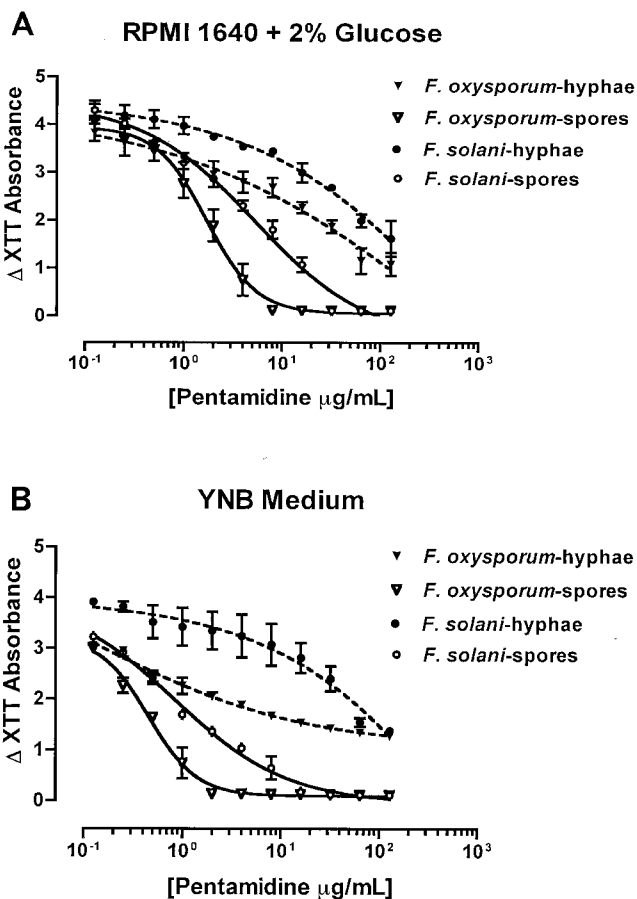 A
RPMI 1640 + 2% Glucose
Δ XTT Absorbance
5
4
3
2
1
0
10⁻¹ 10⁰ 10¹ 10² 10³
[Pentamidine μg/mL]
F. oxysporum-hyphae
F. oxysporum-spores
F. solani-hyphae
F. solani-spores
B
YNB Medium
Δ XTT Absorbance
5
4
3
2
1
0
10⁻¹ 10⁰ 10¹ 10² 10³
[Pentamidine μg/mL]
F. oxysporum-hyphae
F. oxysporum-spores
F. solani-hyphae
F. solani-spores